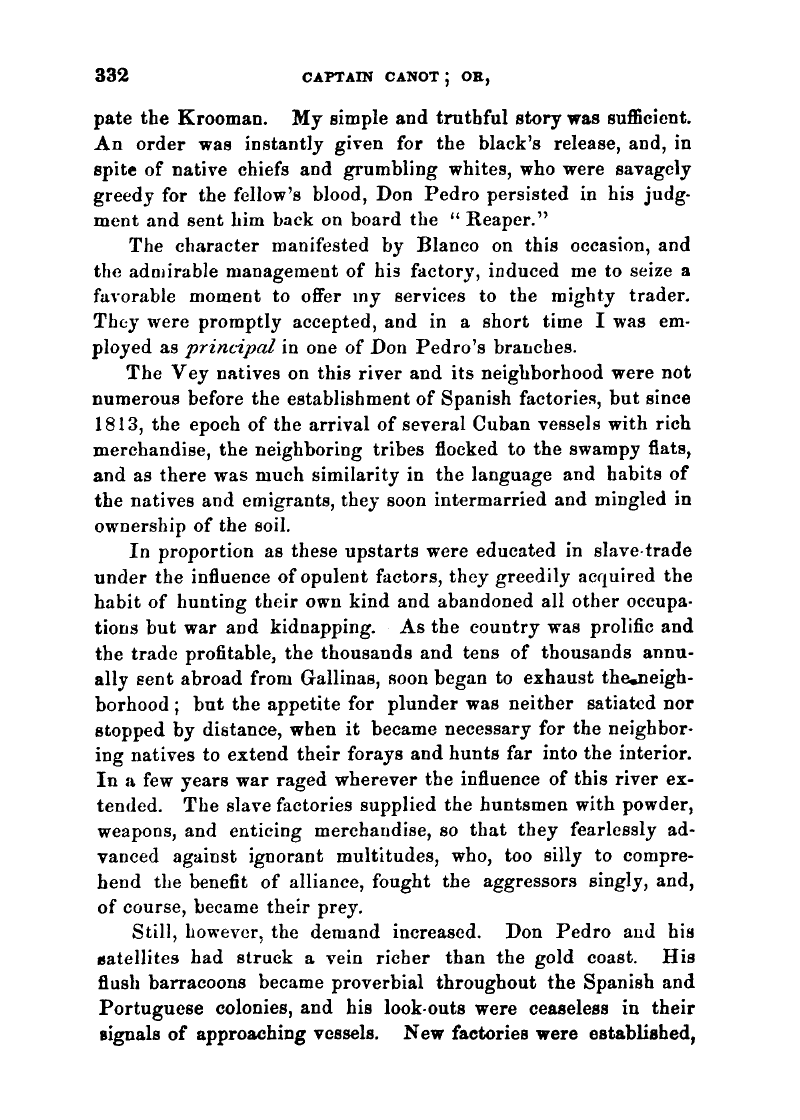 332 CAPTAIN CANOT; OR,
pate the Krooman. My simple and truthful story was sufficient.
An order was instantly given for the black's release, and, in
spite of native chiefs and grumbling whites, who were savagely
greedy for the fellow's blood, Don Pedro persisted in his judg-
ment and sent him back on board the "Reaper."
The character manifested by Blanco on this occasion, and
the admirable management of his factory, induced me to seize a
favorable moment to offer my services to the mighty trader.
They were promptly accepted, and in a short time I was em-
ployed as principal in one of Don Pedro's branches.
The Vey natives on this river and its neighborhood were not
numerous before the establishment of Spanish factories, but since
1813, the epoch of the arrival of several Cuban vessels with rich
merchandise, the neighboring tribes flocked to the swampy flats,
and as there was much similarity in the language and habits of
the natives and emigrants, they soon intermarried and mingled in
ownership of the soil.
In proportion as these upstarts were educated in slave-trade
under the influence of opulent factors, they greedily acquired the
habit of hunting their own kind and abandoned all other occupa-
tions but war and kidnapping. As the country was prolific and
the trade profitable, the thousands and tens of thousands annu-
ally sent abroad from Gallinas, soon began to exhaust the neigh-
borhood; but the appetite for plunder was neither satiated nor
stopped by distance, when it became necessary for the neighbor-
ing natives to extend their forays and hunts far into the interior.
In a few years war raged wherever the influence of this river ex-
tended. The slave factories supplied the huntsmen with powder,
weapons, and enticing merchandise, so that they fearlessly ad-
vanced against ignorant multitudes, who, too silly to compre-
hend the benefit of alliance, fought the aggressors singly, and,
of course, became their prey.
Still, however, the demand increased. Don Pedro and his
satellites had struck a vein richer than the gold coast. His
flush barracoons became proverbial throughout the Spanish and
Portuguese colonies, and his look-outs were ceaseless in their
signals of approaching vessels. New factories were established,